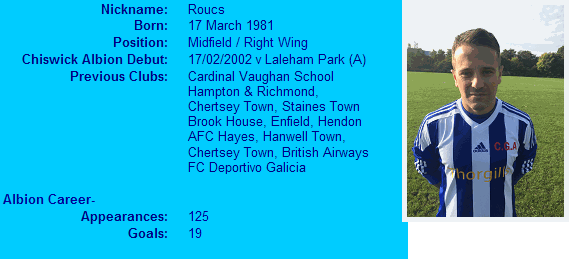 Nickname: Roucs
Born: 17 March 1981
Position: Midfield / Right Wing
Chiswick Albion Debut: 17/02/2002 v Laleham Park (A)
Previous Clubs: Cardinal Vaughan School
Hampton & Richmond,
Chertsey Town, Staines Town
Brook House, Enfield, Hendon
AFC Hayes, Hanwell Town,
Chertsey Town, British Airways
FC Deportivo Galicia
Albion Career-
Appearances: 125
Goals: 19
C.G.A